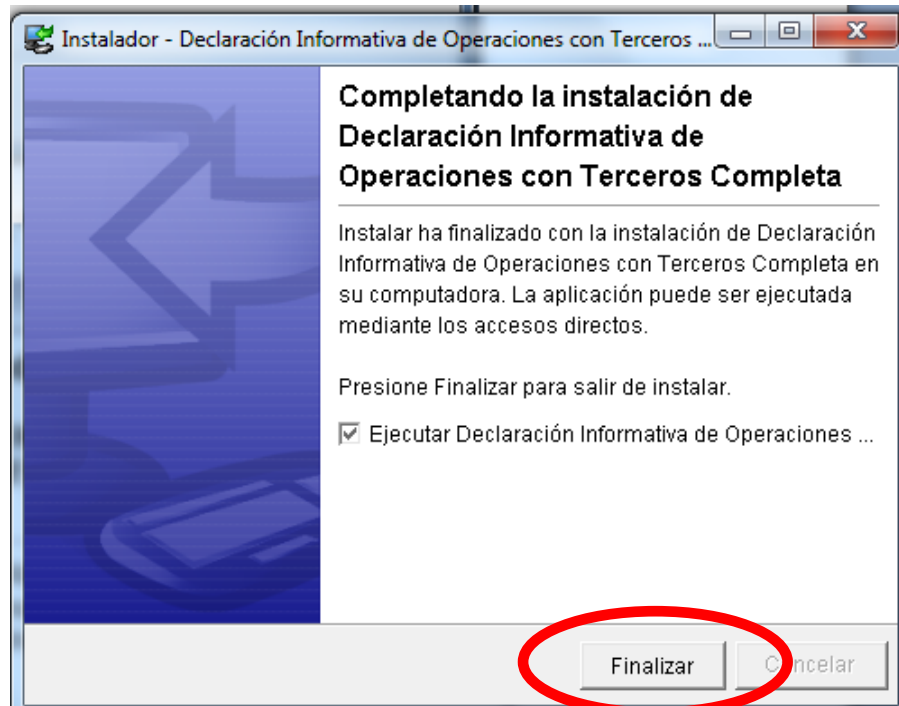 Instalador - Declaración Informativa de Operaciones con Terceros ...
Completando la instalación de
Declaración Informativa de
Operaciones con Terceros Completa
Instalar ha finalizado con la instalación de Declaración
Informativa de Operaciones con Terceros Completa en
su computadora. La aplicación puede ser ejecutada
mediante los accesos directos.
Presione Finalizar para salir de instalar.
Ejecutar Declaración Informativa de Operaciones ...
Finalizar
Cancelar